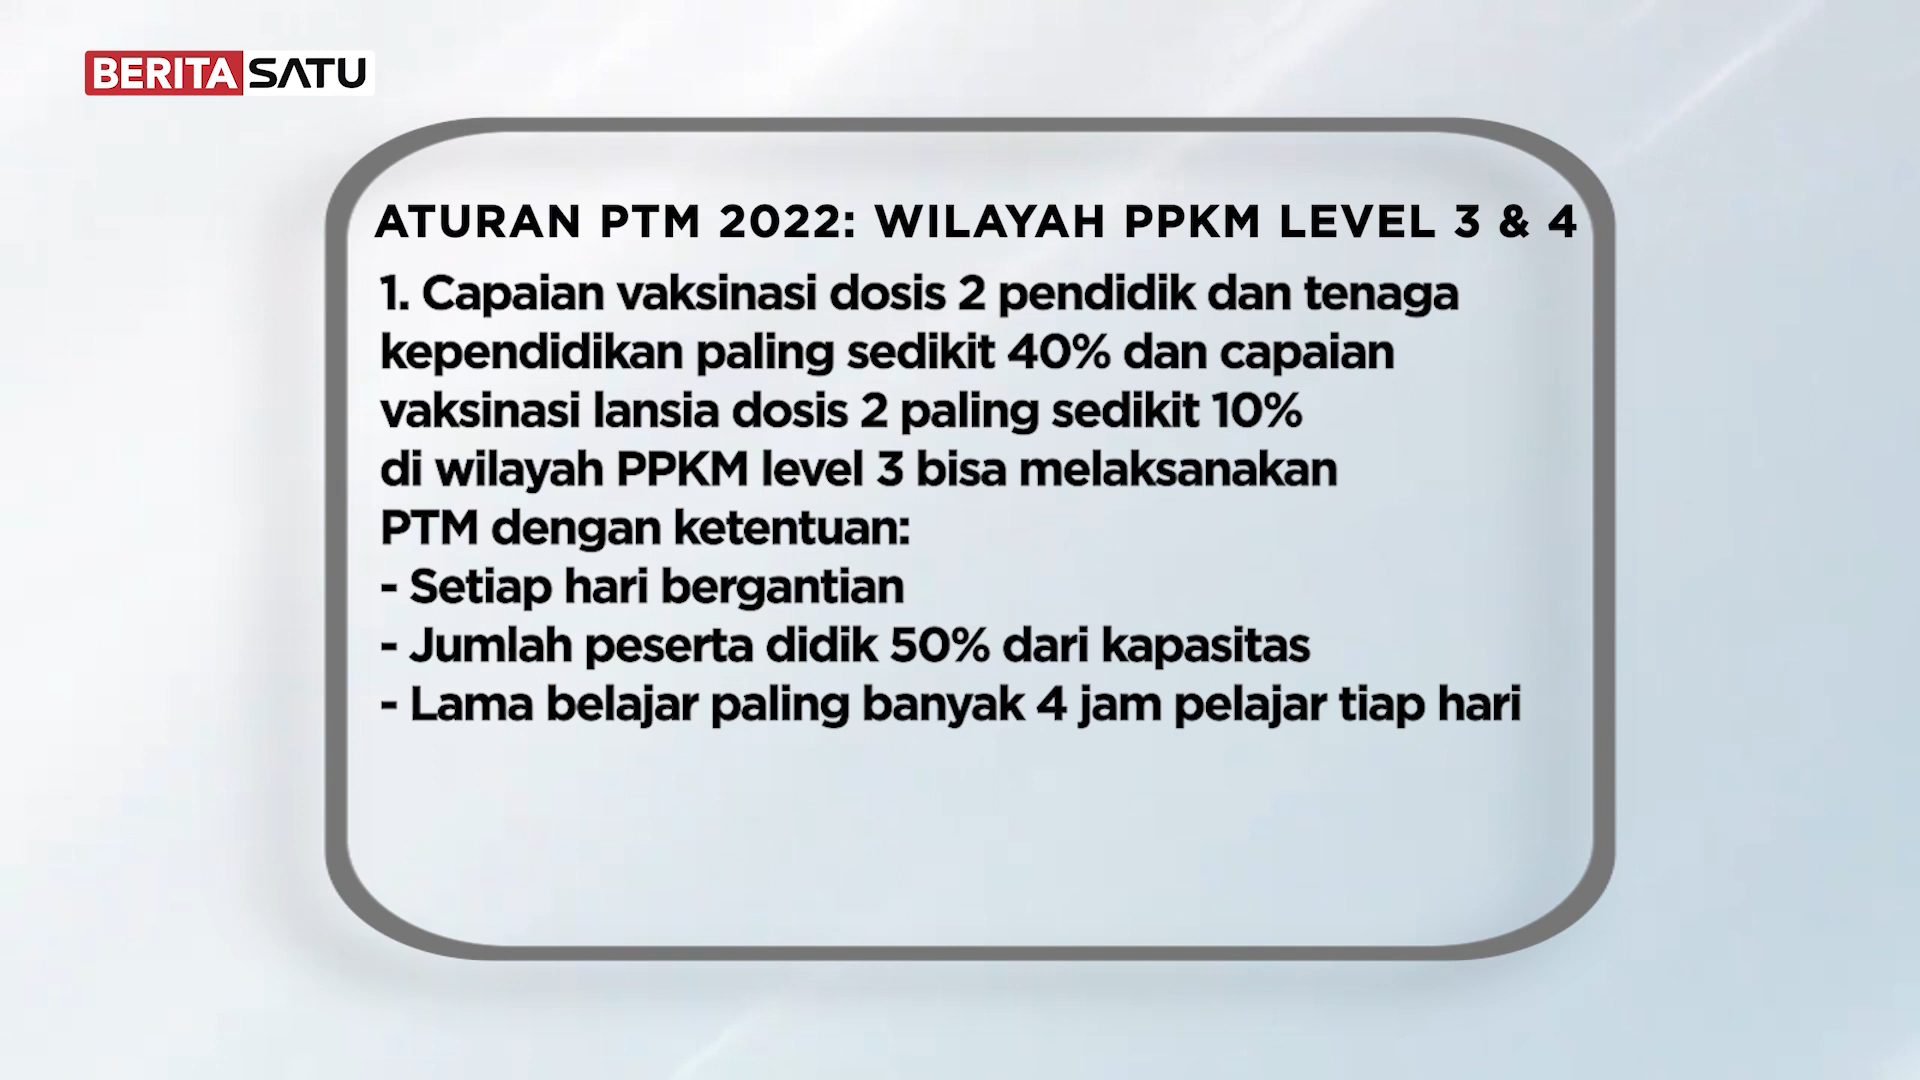 BERITA SATU
ATURAN PTM 2022: WILAYAH PPKM LEVEL 3 & 4
1. Capaian vaksinasi dosis 2 pendidik dan tenaga
kependidikan paling sedikit 40% dan capaian
vaksinasi lansia dosis 2 paling sedikit 10%
di wilayah PPKM level 3 bisa melaksanakan
PTM dengan ketentuan:
- Setiap hari bergantian
- Jumlah peserta didik 50% dari kapasitas
- Lama belajar paling banyak 4 jam pelajar tiap hari